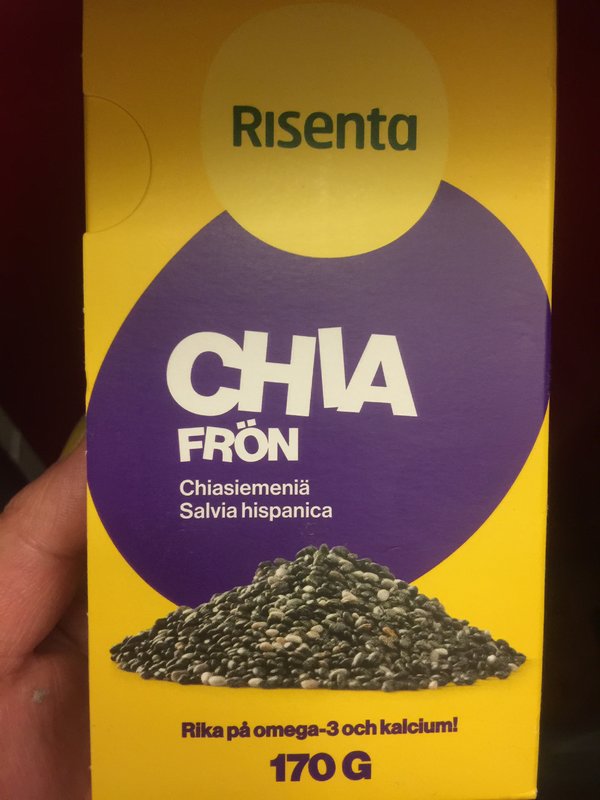 Risenta
CHIA
FRÖN
Chiasiemeniä
Salvia hispanica
Rika på omega-3 och kalcium!
170 G